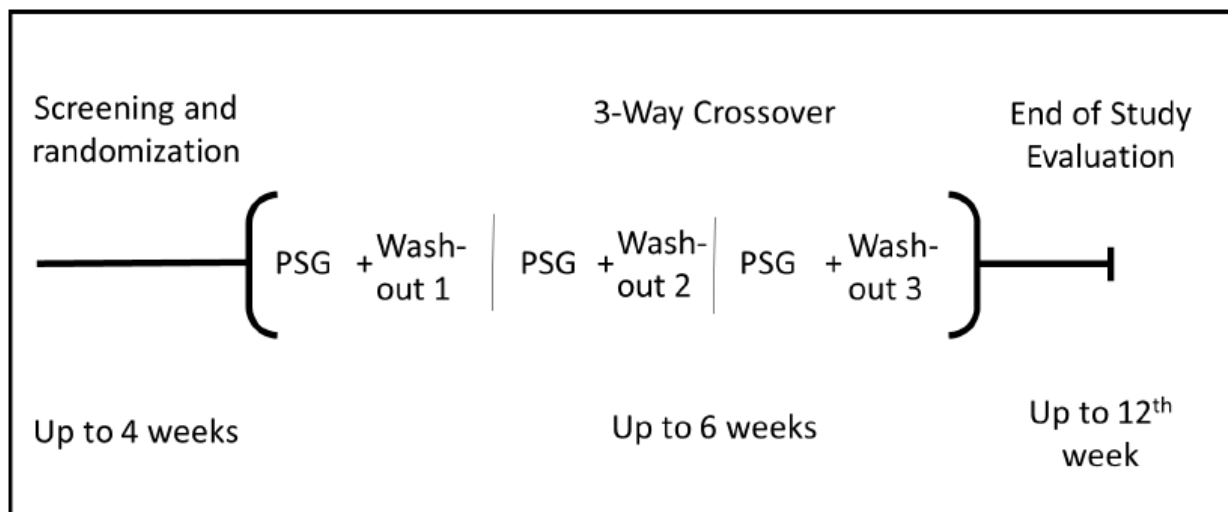 Screening and
randomization
3-Way Crossover
End of Study
Evaluation
PSG + Wash-
out 1
PSG + Wash-
out 2
PSG + Wash-
out 3
Up to 4 weeks
Up to 6 weeks
Up to 12th
week